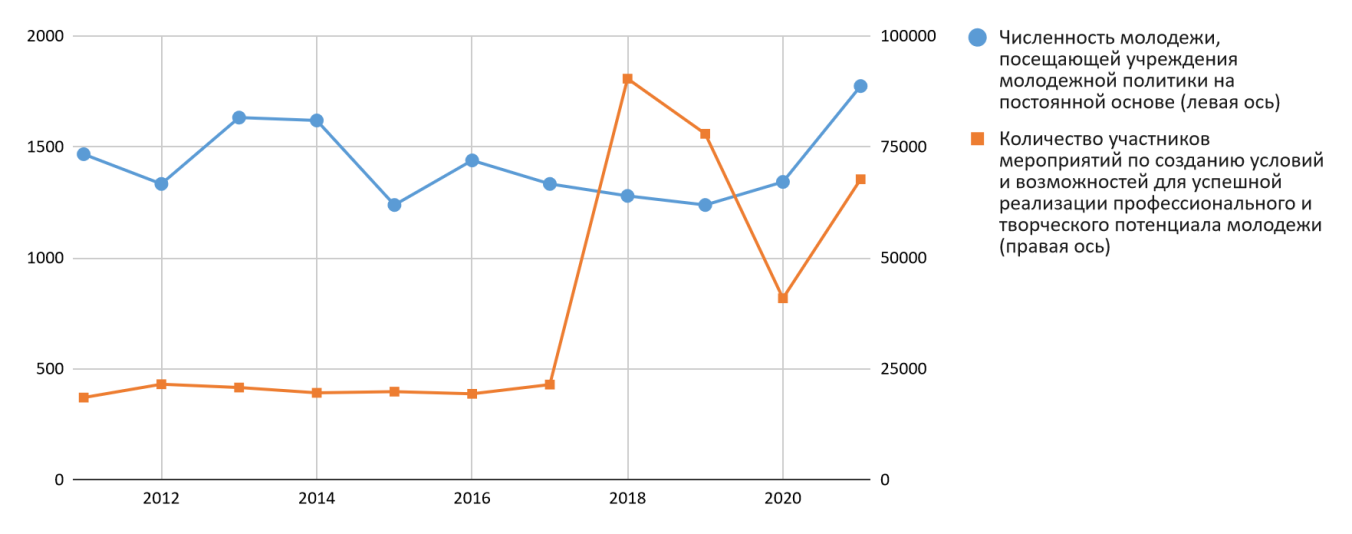 2000
1500
1000
500
0
100000
75000
50000
25000
0
2012
2014
2016
2018
2020
Численность молодежи,
посещающей учреждения
молодежной политики на
постоянной основе (левая ось)
Количество участников
мероприятий по созданию условий
и возможностей для успешной
реализации профессионального и
творческого потенциала молодежи
(правая ось)